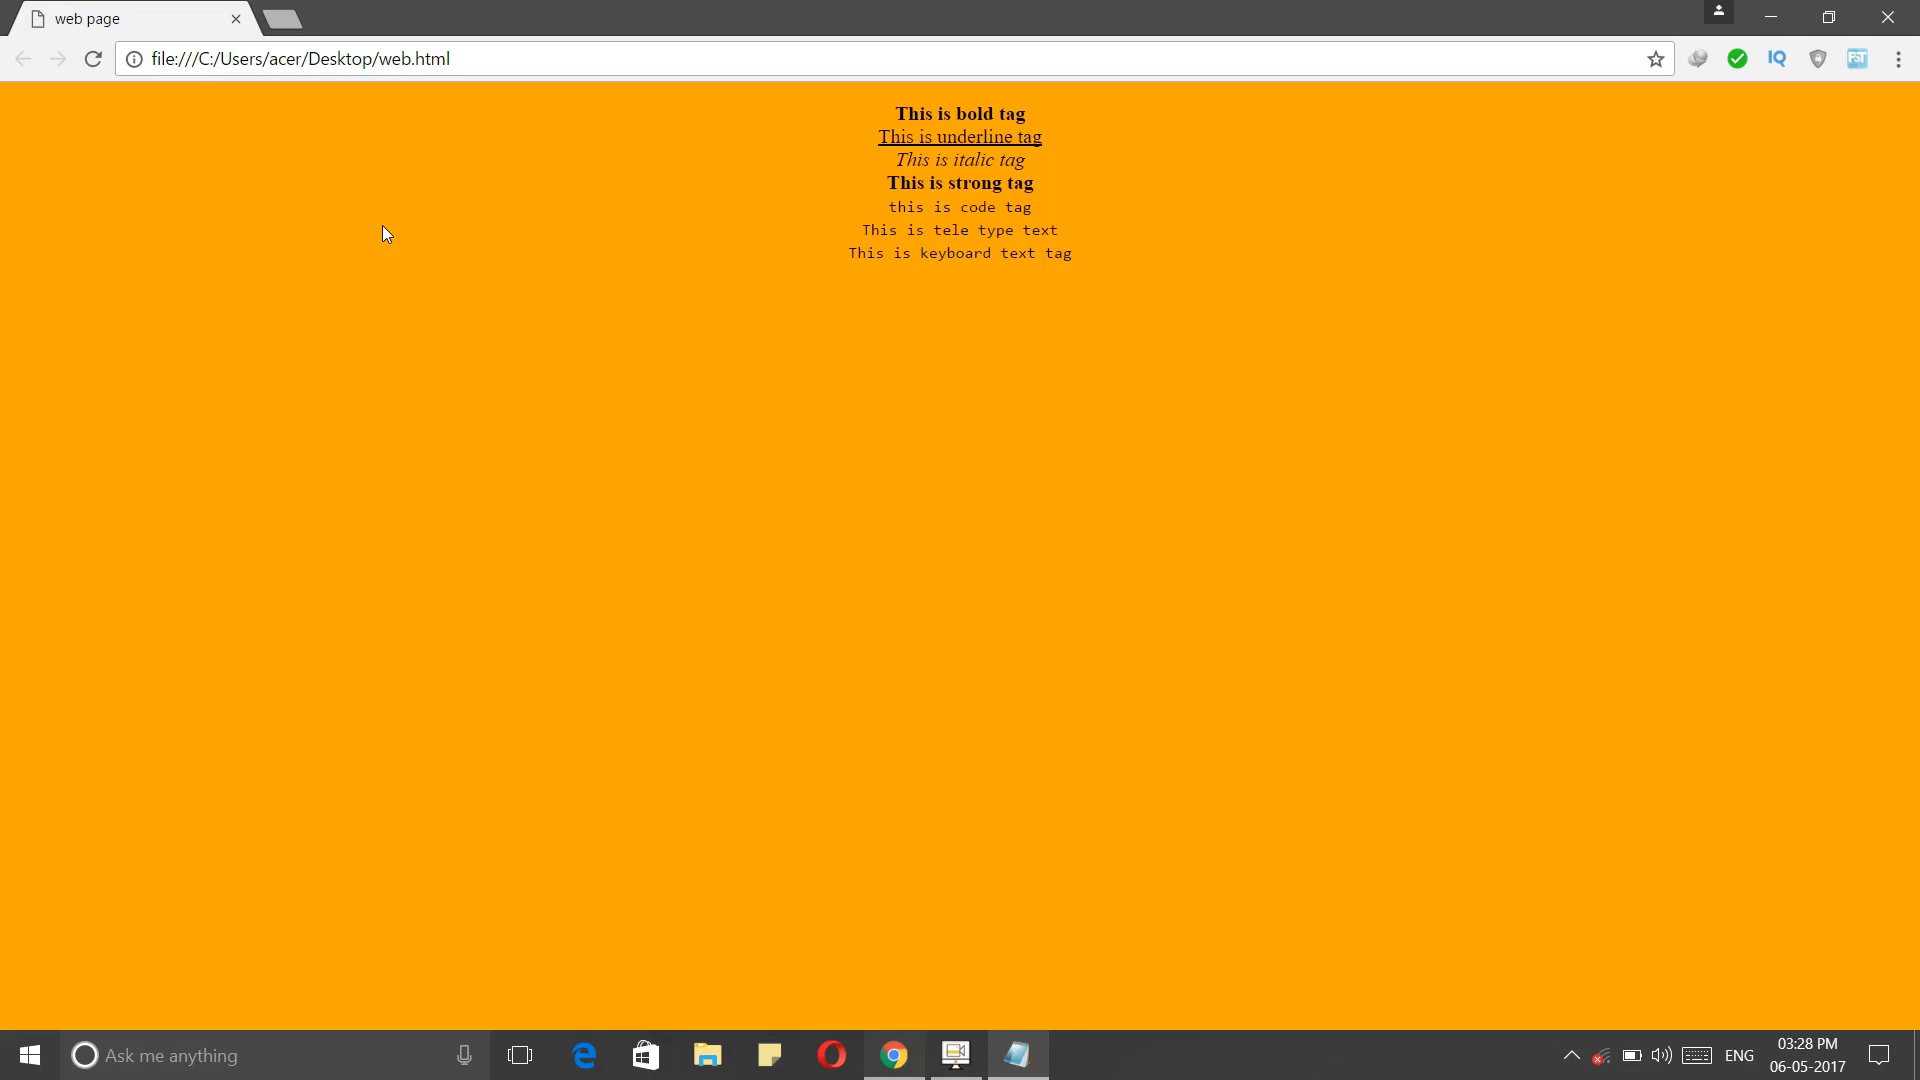 web page
file:///C:/Users/acer/Desktop/web.html
IQ
FST
This is bold tag
This is underline tag
This is italic tag
This is strong tag
this is code tag
This is tele type text
This is keyboard text tag
Ask me anything
ENG
03:28 PM
06-05-2017